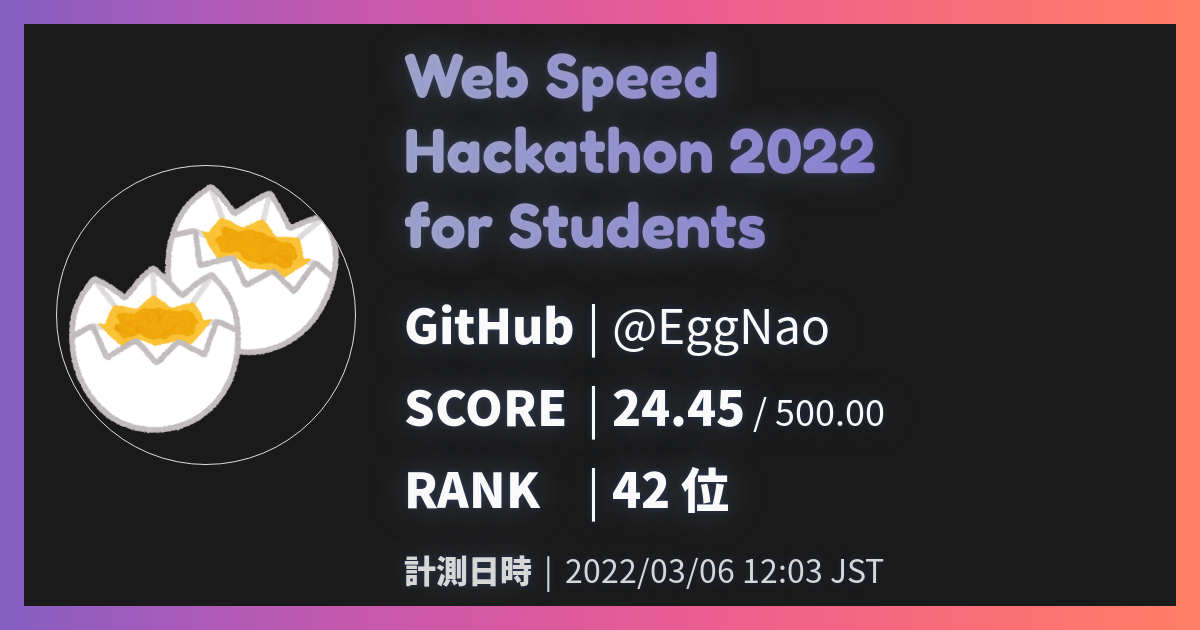 Web Speed
Hackathon 2022
for Students
GitHub | @EggNao
SCORE | 24.45 / 500.00
RANK | 42 位
計測日時 | 2022/03/06 12:03 JST